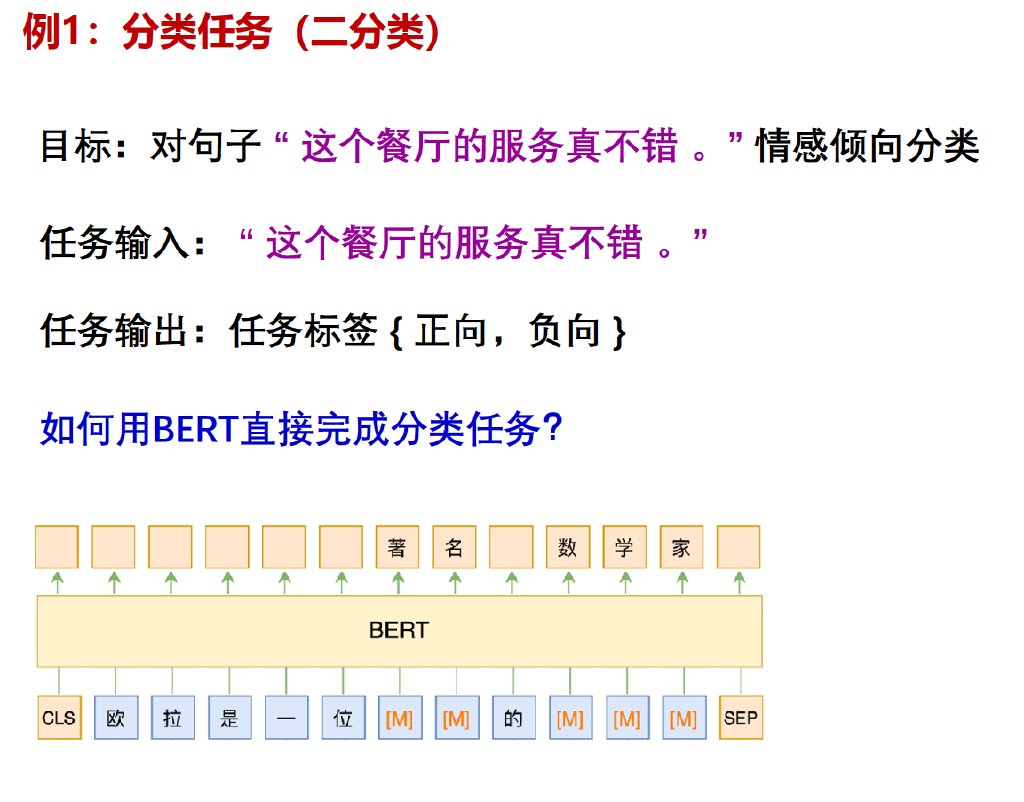 例1：分类任务（二分类）
目标：对句子 “ 这个餐厅的服务真不错 。” 情感倾向分类
任务输入： “ 这个餐厅的服务真不错 。”
任务输出：任务标签 { 正向，负向 }
如何用BERT直接完成分类任务？
著 名 数 学 家
BERT
CLS 欧 拉 是 一 位 [M] [M] 的 [M] [M] [M] SEP